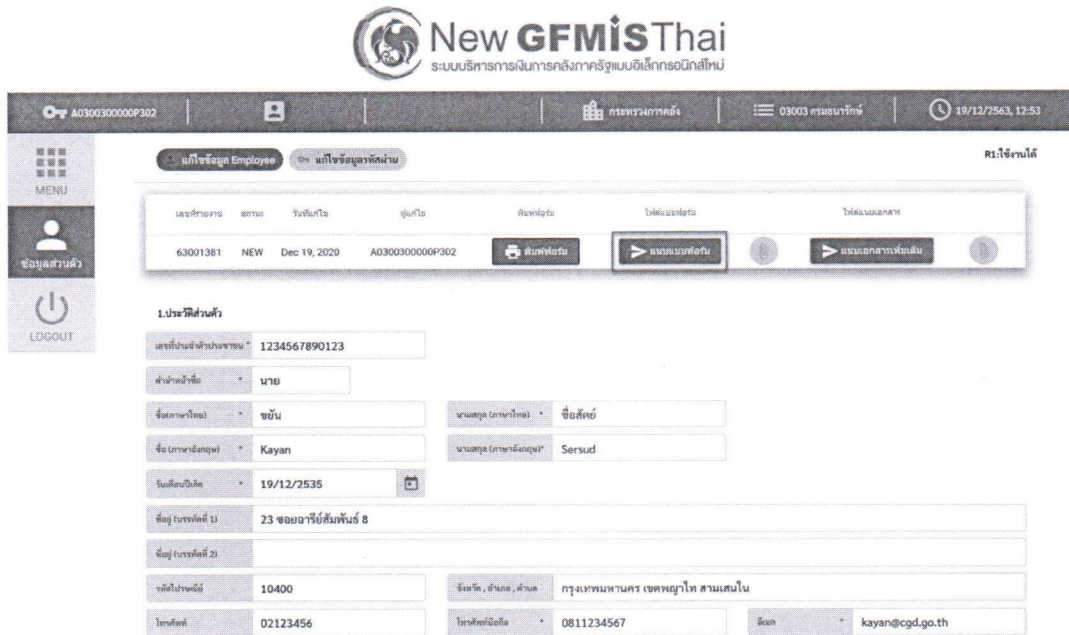 New GFMISThai
ระบบบริหารการเงินการคลังภาครัฐแบบอิเล็กทรอนิกส์ใหม่
A0300300000P302 กระทรวงการคลัง 03003 กรมธนารักษ์ 19/12/2563, 12:53
MENU
ข้อมูลส่วนตัว
LOGOUT
แก้ไขข้อมูล Employee แก้ไขข้อมูลรหัสผ่าน R1:ใช้งานได้
เลขที่รายงาน สถานะ วันที่แก้ไข ผู้แก้ไข พิมพ์ฟอร์ม ไฟล์แบบฟอร์ม ไฟล์แนบเอกสาร
63001381 NEW Dec 19, 2020 A0300300000P302 พิมพ์ฟอร์ม แนบแบบฟอร์ม แนบเอกสารเพิ่มเติม
1.ประวัติส่วนตัว
เลขที่ประจำตัวประชาชน * 1234567890123
คำนำหน้าชื่อ * นาย
ชื่อ(ภาษาไทย) * ขยัน นามสกุล (ภาษาไทย) * ซื่อสัตย์
ชื่อ (ภาษาอังกฤษ) * Kayan นามสกุล (ภาษาอังกฤษ)* Sersud
วันเดือนปีเกิด * 19/12/2535
ที่อยู่ (บรรทัดที่ 1) 23 ซอยอารีย์สัมพันธ์ 8
ที่อยู่ (บรรทัดที่ 2)
รหัสไปรษณีย์ 10400 จังหวัด , อำเภอ , ตำบล กรุงเทพมหานคร เขตพญาไท สามเสนใน
โทรศัพท์ 02123456 โทรศัพท์มือถือ * 0811234567 อีเมล * kayan@cgd.go.th